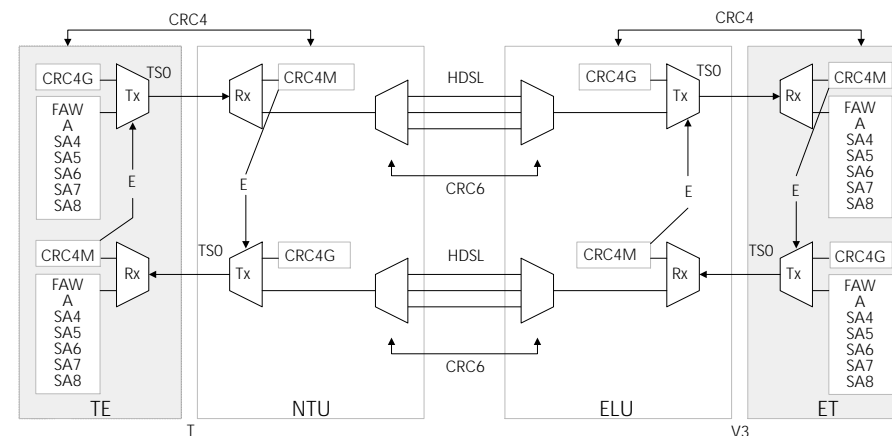 CRC4
CRC4
CRC4G
TS0
Tx
FAW
A
SA4
SA5
SA6
SA7
SA8
E
CRC4M
Rx
FAW
A
SA4
SA5
SA6
SA7
SA8
TE
T
Rx
CRC4M
E
TS0
Tx
CRC4G
NTU
HDSL
CRC6
HDSL
CRC6
CRC4G
Tx
TS0
E
CRC4M
Rx
ELU
V3
Rx
CRC4M
FAW
A
SA4
SA5
SA6
SA7
SA8
E
TS0
Tx
CRC4G
FAW
A
SA4
SA5
SA6
SA7
SA8
ET